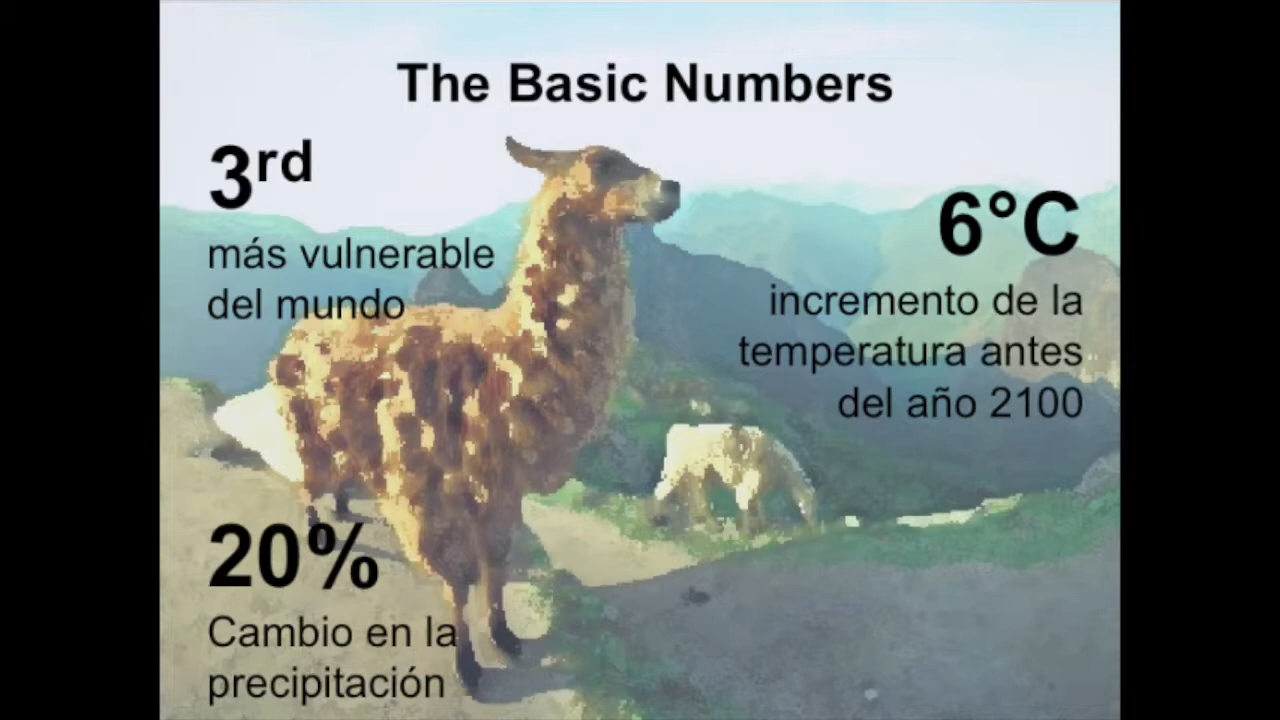 The Basic Numbers
3rd
más vulnerable
del mundo
6°C
incremento de la
temperatura antes
del año 2100
20%
Cambio en la
precipitación